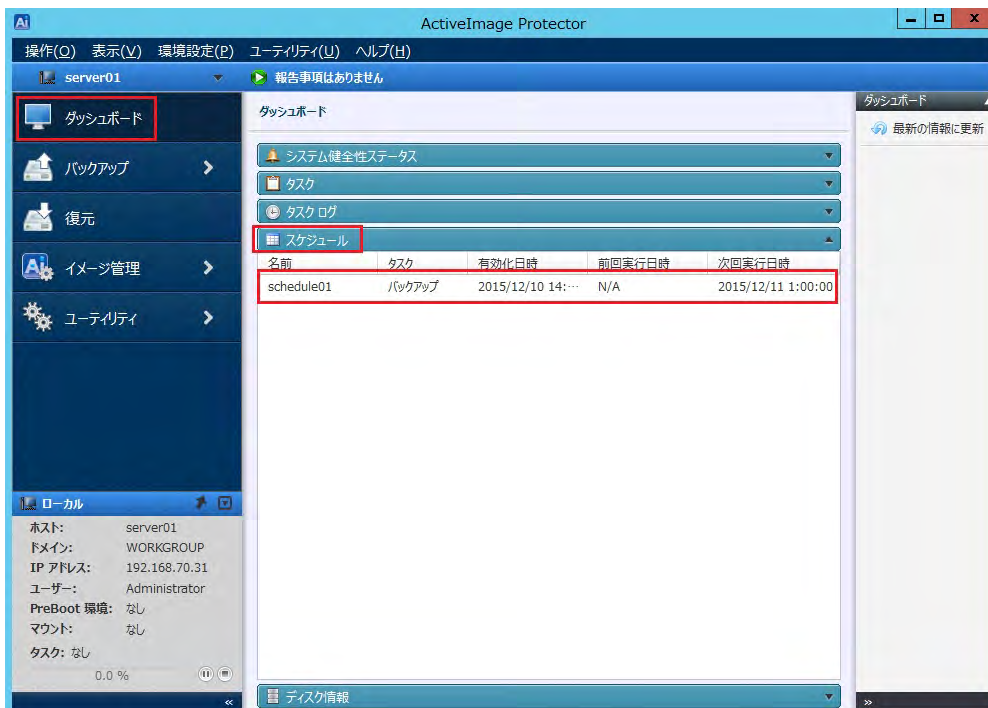 Ai
ActiveImage Protector
操作(O) 表示(V) 環境設定(P) ユーティリティ(U) ヘルプ(H)
server01
報告事項はありません
ダッシュボード
バックアップ
復元
イメージ管理
ユーティリティ
ダッシュボード
システム健全性ステータス
タスク
タスク ログ
スケジュール
名前 タスク 有効化日時 前回実行日時 次回実行日時
schedule01 バックアップ 2015/12/10 14:… N/A 2015/12/11 1:00:00
ディスク情報
ダッシュボード
最新の情報に更新
ローカル
ホスト: server01
ドメイン: WORKGROUP
IP アドレス: 192.168.70.31
ユーザー: Administrator
PreBoot 環境: なし
マウント: なし
タスク: なし
0.0 %